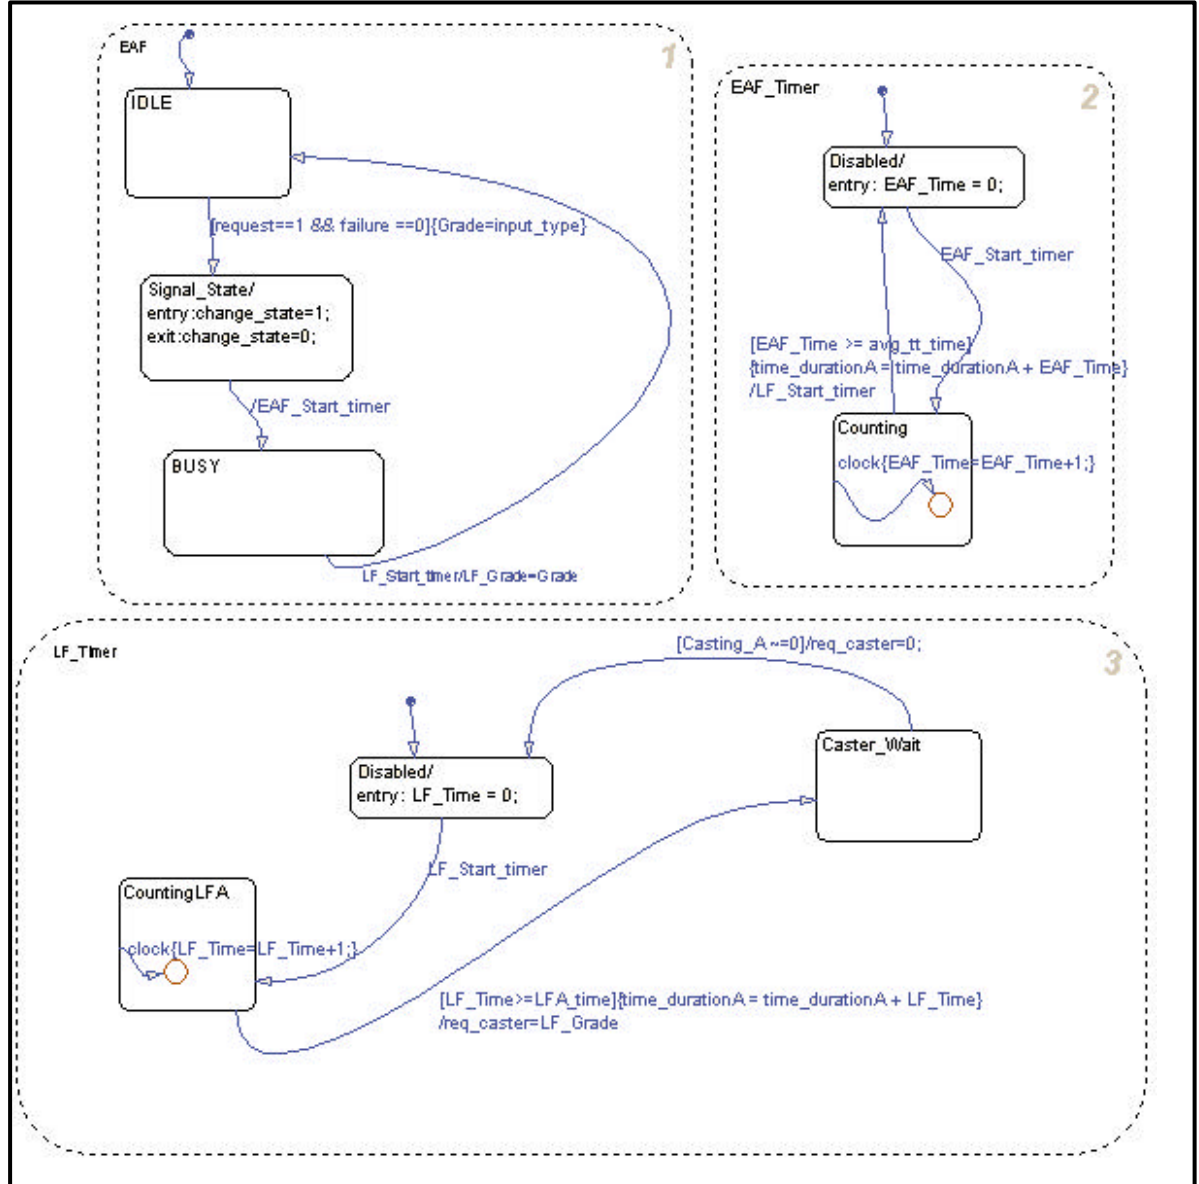 EAF
1
IDLE
[request==1 && failure ==0]{Grade=input_type}
Signal_State/
entry:change_state=1;
exit:change_state=0;
/EAF_Start_timer
BUSY
LF_Start_timer/LF_Grade=Grade
EAF_Timer
2
Disabled/
entry: EAF_Time = 0;
EAF_Start_timer
[EAF_Time >= avg_tt_time]
{time_durationA = time_durationA + EAF_Time}
/LF_Start_timer
Counting
clock{EAF_Time=EAF_Time+1;}
LF_Timer
3
[Casting_A ~=0]/req_caster=0;
Caster_Wait
Disabled/
entry: LF_Time = 0;
LF_Start_timer
CountingLFA
clock{LF_Time=LF_Time+1;}
[LF_Time>=LFA_time]{time_durationA = time_durationA + LF_Time}
/req_caster=LF_Grade